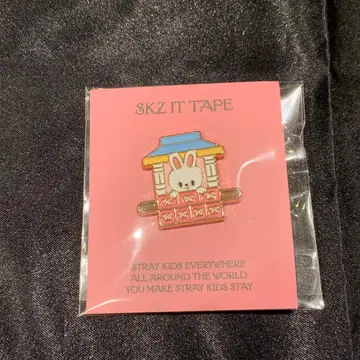 SKZ IT TAPE
STRAY KIDS EVERYWHERE
ALL AROUND THE WORLD
YOU MAKE STRAY KIDS STAY